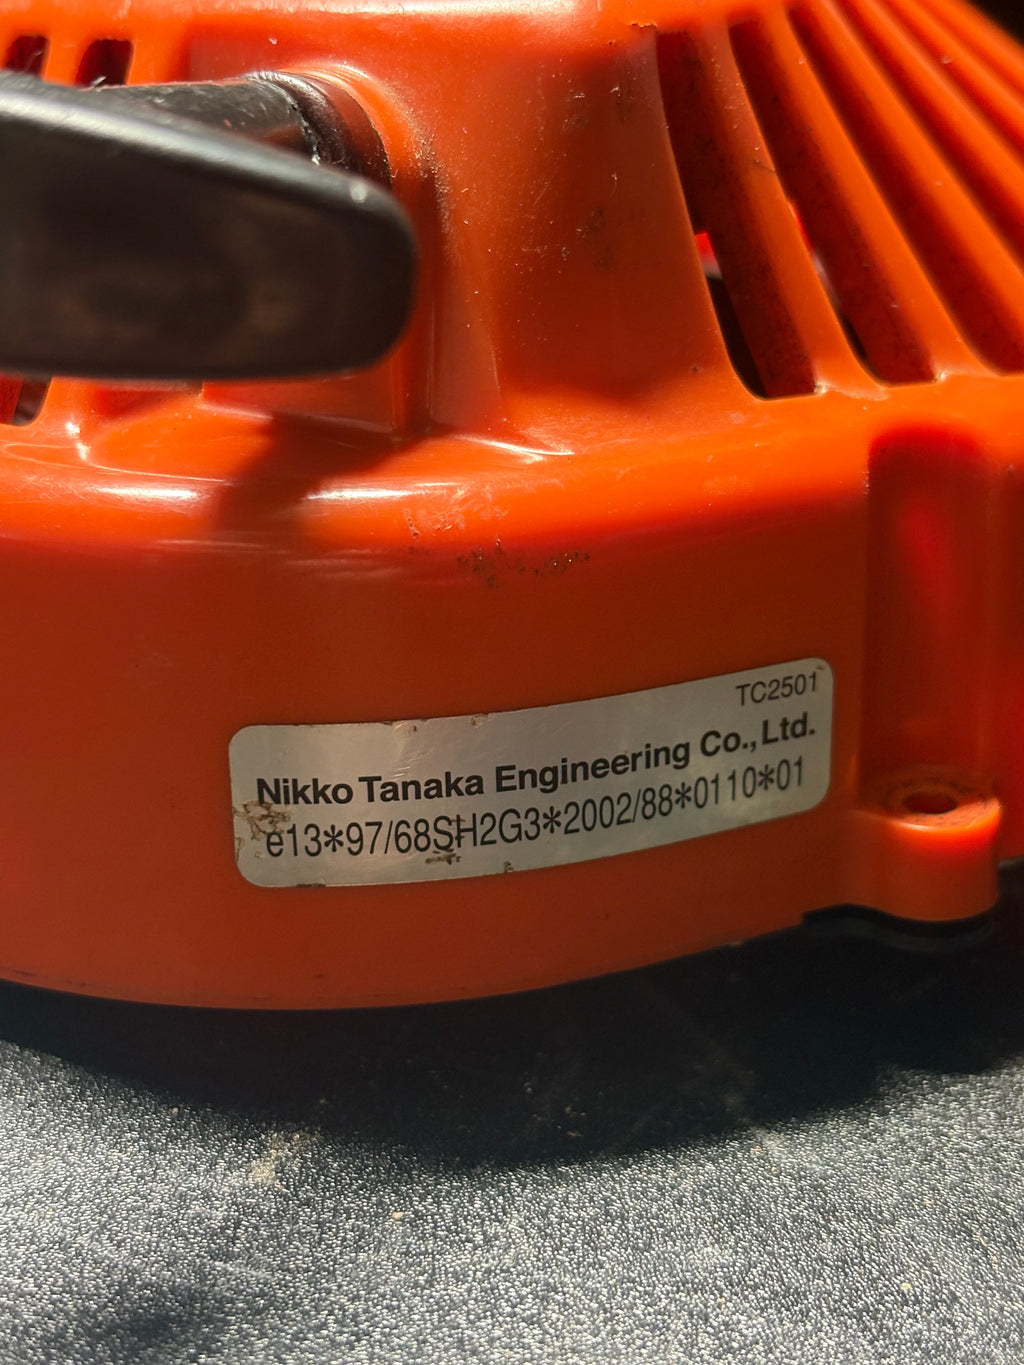 TC2501
Nikko Tanaka Engineering Co., Ltd.
e13*97/68SH2G3*2002/88*0110*01